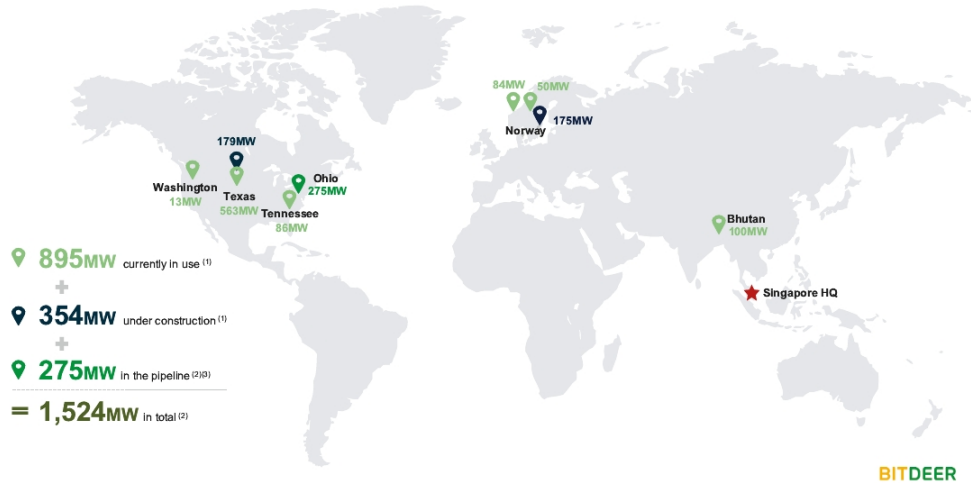 84MW
50MW
175MW
Norway
179MW
Washington
13MW
Texas
563MW
Ohio
275MW
Tennessee
86MW
Bhutan
100MW
Singapore HQ
895MW currently in use (1)
+
354MW under construction (1)
+
275MW in the pipeline (2)(3)
= 1,524MW in total (2)
BITDEER